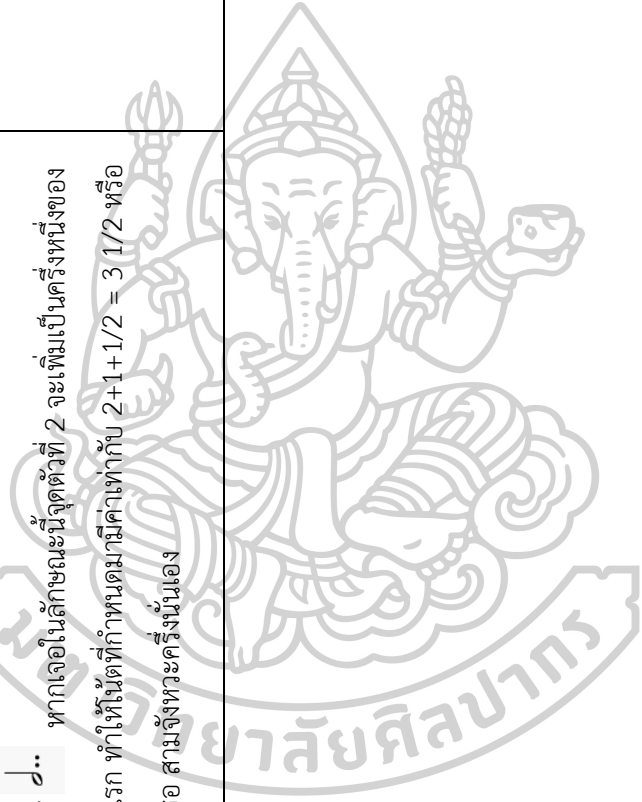 หากเจอในลักษณะนี้จุดตัวที่ 2 จะเพิ่มเป็นครึ่งหนึ่งของ
ทำให้โน้ตที่กำหนดมามีค่าเท่ากับ 2+1+1/2 = 3 1/2 หรือ
สามจังหวะครึ่งนั่นเอง
มหาวิทยาลัยศิลปากร